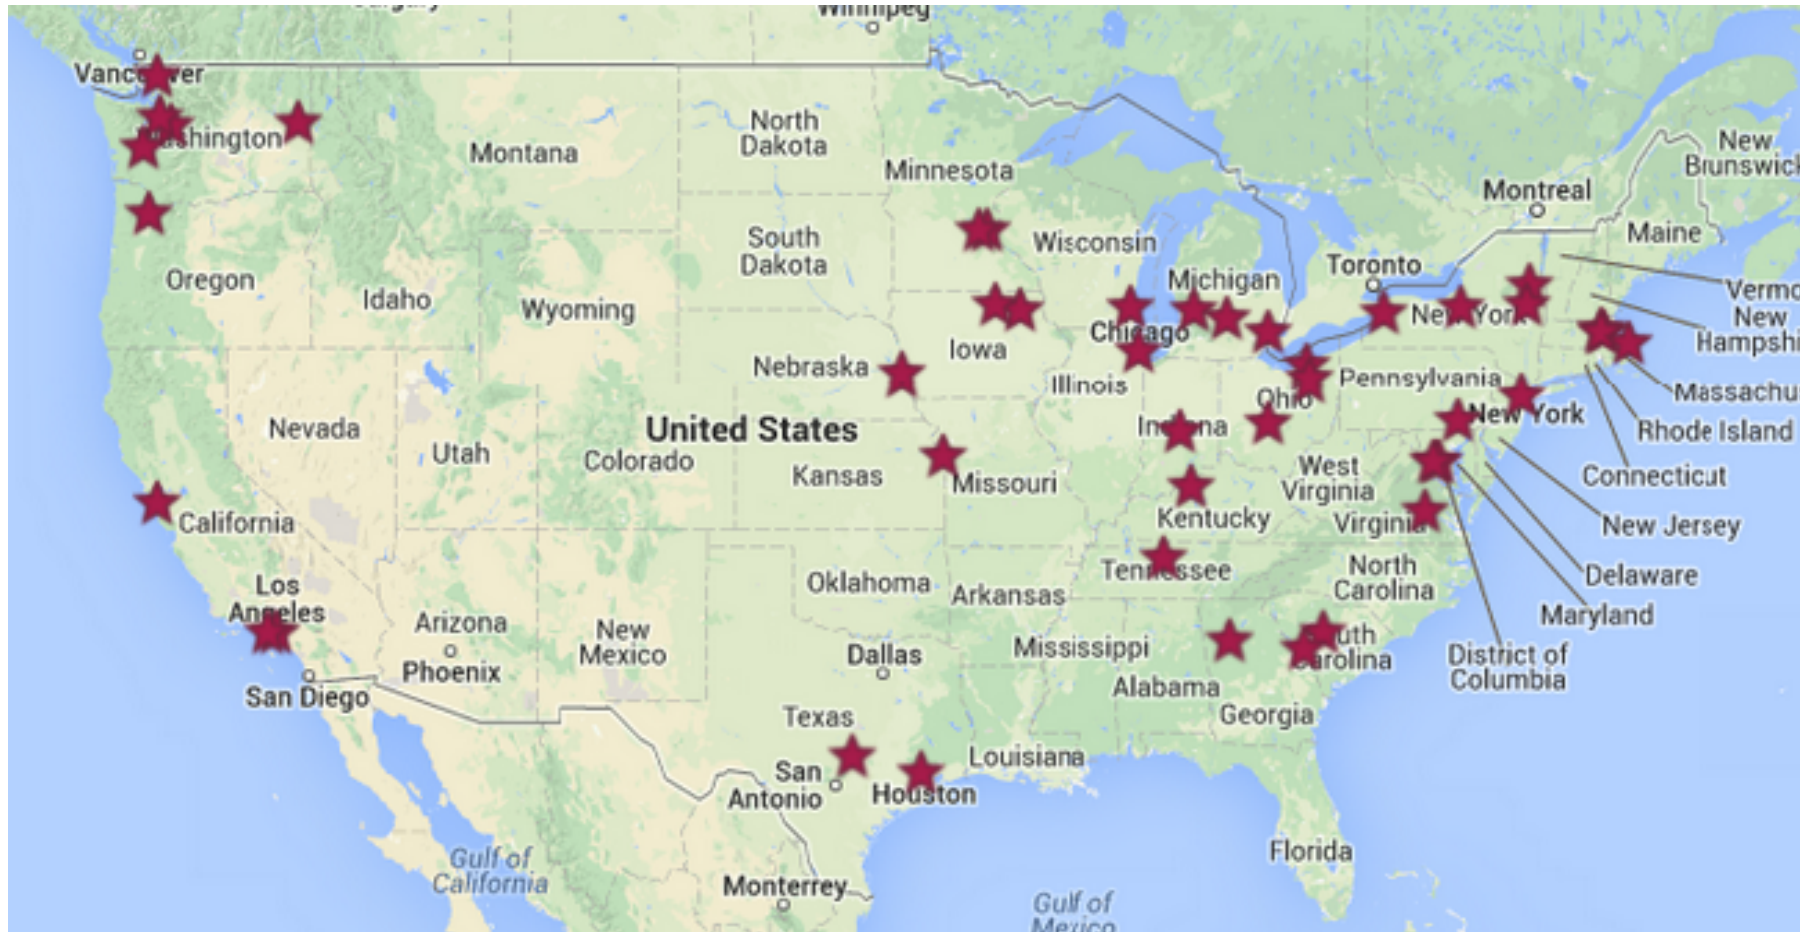 Calgary
Winnipeg
Vancouver
Washington
Montana
North
Dakota
Minnesota
New
Brunswick
Montreal
Maine
South
Dakota
Wisconsin
Oregon
Idaho
Wyoming
Michigan
Toronto
Vermo
New
Hampshi
New York
Chicago
Iowa
Nebraska
Illinois
Ohio
Pennsylvania
Massachu
New York
Rhode Island
Nevada
Utah
United States
Colorado
Kansas
Missouri
Indiana
West
Virginia
Connecticut
Kentucky
Virginia
New Jersey
California
Los
Angeles
Arizona
New
Mexico
Oklahoma
Arkansas
Tennessee
North
Carolina
Delaware
Maryland
Phoenix
Dallas
Mississippi
South
Carolina
District of
Columbia
San Diego
Alabama
Georgia
Texas
Louisiana
San
Antonio
Houston
Florida
Gulf of
California
Monterrey
Gulf of
Mexico